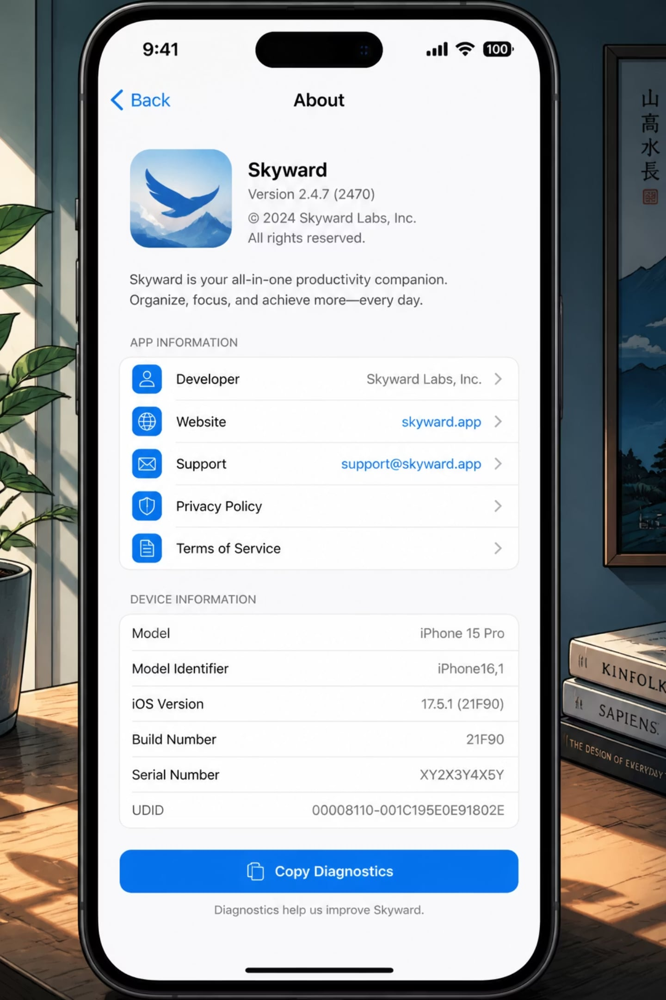 9:41
100
Back
About
Skyward
Version 2.4.7 (2470)
© 2024 Skyward Labs, Inc.
All rights reserved.
Skyward is your all-in-one productivity companion.
Organize, focus, and achieve more—every day.
APP INFORMATION
Developer Skyward Labs, Inc.
Website skyward.app
Support support@skyward.app
Privacy Policy
Terms of Service
DEVICE INFORMATION
Model iPhone 15 Pro
Model Identifier iPhone16,1
iOS Version 17.5.1 (21F90)
Build Number 21F90
Serial Number XY2X3Y4X5Y
UDID 00008110-001C195E0E91802E
Copy Diagnostics
Diagnostics help us improve Skyward.
山高水長
KINFOLK
SAPIENS.
THE DESIGN OF EVERYDAY